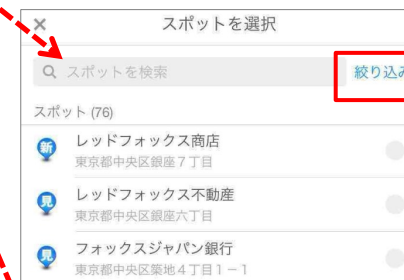 × スポットを選択
スポットを検索 絞り込み
スポット (76)
新 レッドフォックス商店
東京都中央区銀座7丁目
見 レッドフォックス不動産
東京都中央区銀座六丁目
見 フォックスジャパン銀行
東京都中央区築地4丁目1-1